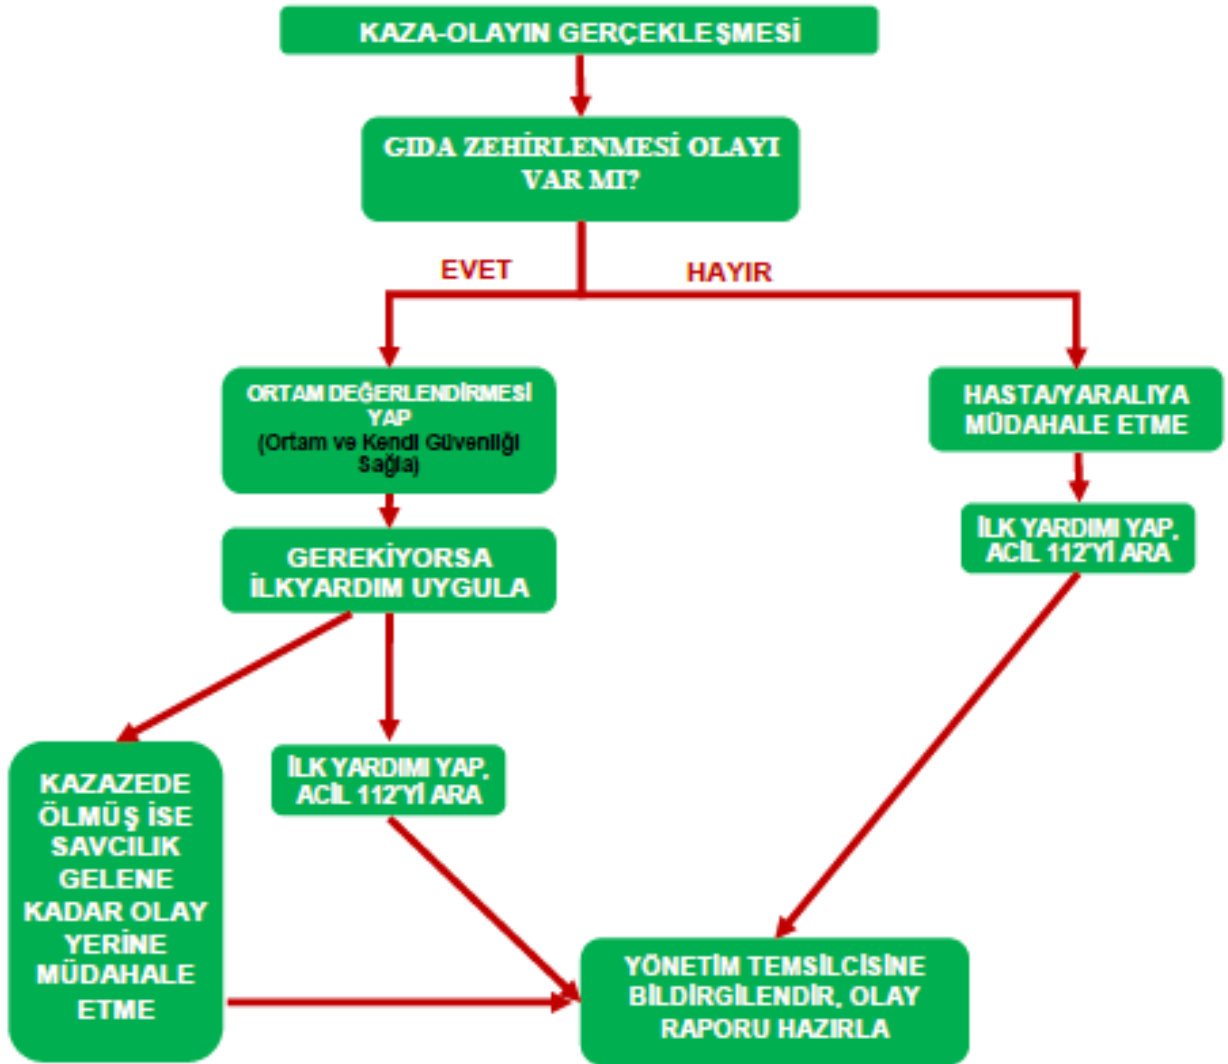 KAZA-OLAYIN GERÇEKLEŞMESİ
GIDA ZEHİRLENMESİ OLAYI
VAR MI?
EVET
HAYIR
ORTAM DEĞERLENDİRMESİ
YAP
(Ortam ve Kendi Güvenliği
Sağla)
HASTA/YARALIYA
MÜDAHALE ETME
GEREKİYORSA
İLKYARDIM UYGULA
İLK YARDIMI YAP,
ACİL 112'Yİ ARA
KAZAZEDE
ÖLMÜŞ İSE
SAVCILIK
GELENE
KADAR OLAY
YERİNE
MÜDAHALE
ETME
İLK YARDIMI YAP,
ACİL 112'Yİ ARA
YÖNETİM TEMSİLCİSİNE
BİLDİRGİLENDİR, OLAY
RAPORU HAZIRLA